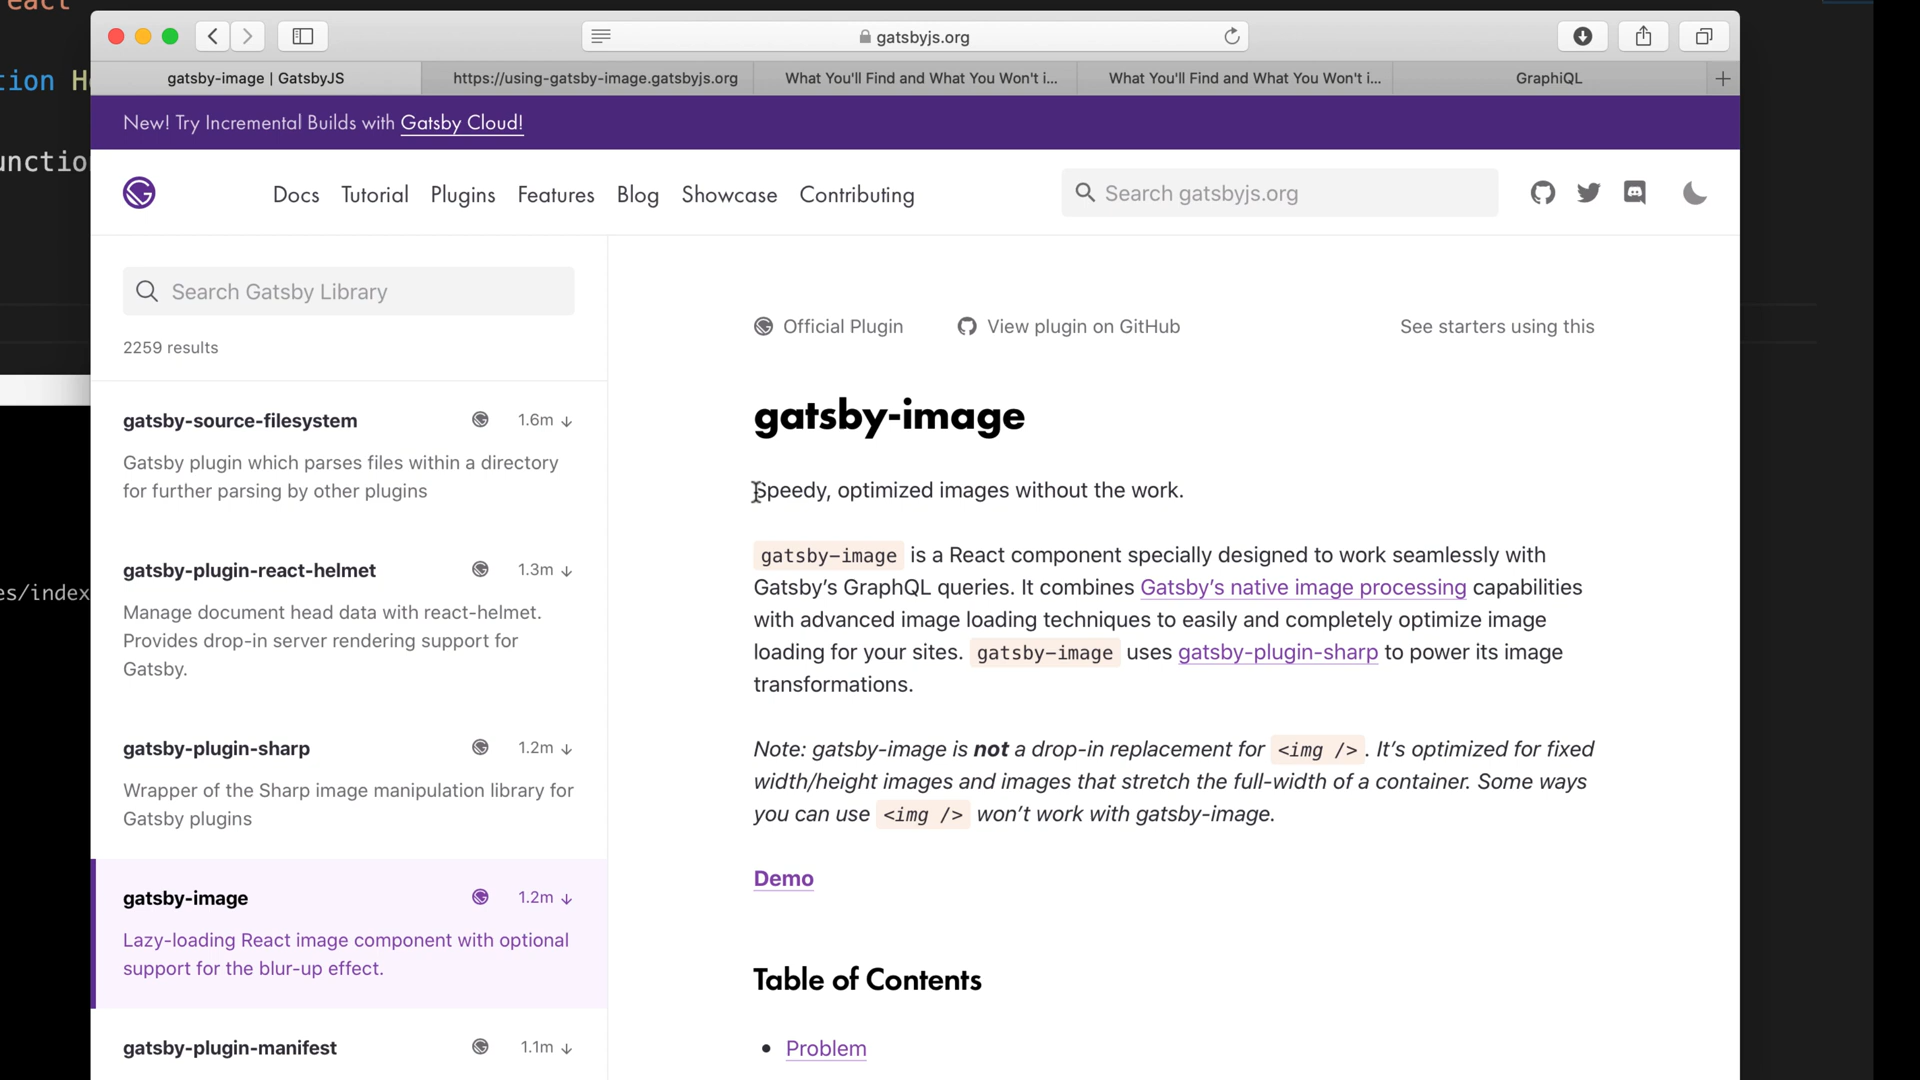 eact
gatsbyjs.org
gatsby-image | GatsbyJS
https://using-gatsby-image.gatsbyjs.org
What You'll Find and What You Won't i...
What You'll Find and What You Won't i...
GraphiQL
tion H
New! Try Incremental Builds with Gatsby Cloud!
unctio
Docs Tutorial Plugins Features Blog Showcase Contributing
Search gatsbyjs.org
Search Gatsby Library
2259 results
gatsby-source-filesystem 1.6m ↓
Gatsby plugin which parses files within a directory
for further parsing by other plugins
gatsby-plugin-react-helmet 1.3m ↓
Manage document head data with react-helmet.
Provides drop-in server rendering support for
Gatsby.
gatsby-plugin-sharp 1.2m ↓
Wrapper of the Sharp image manipulation library for
Gatsby plugins
gatsby-image 1.2m ↓
Lazy-loading React image component with optional
support for the blur-up effect.
gatsby-plugin-manifest 1.1m ↓
es/index
Official Plugin View plugin on GitHub See starters using this
gatsby-image
Speedy, optimized images without the work.
gatsby-image is a React component specially designed to work seamlessly with
Gatsby’s GraphQL queries. It combines Gatsby’s native image processing capabilities
with advanced image loading techniques to easily and completely optimize image
loading for your sites. gatsby-image uses gatsby-plugin-sharp to power its image
transformations.
Note: gatsby-image is not a drop-in replacement for <img />. It’s optimized for fixed
width/height images and images that stretch the full-width of a container. Some ways
you can use <img /> won’t work with gatsby-image.
Demo
Table of Contents
• Problem